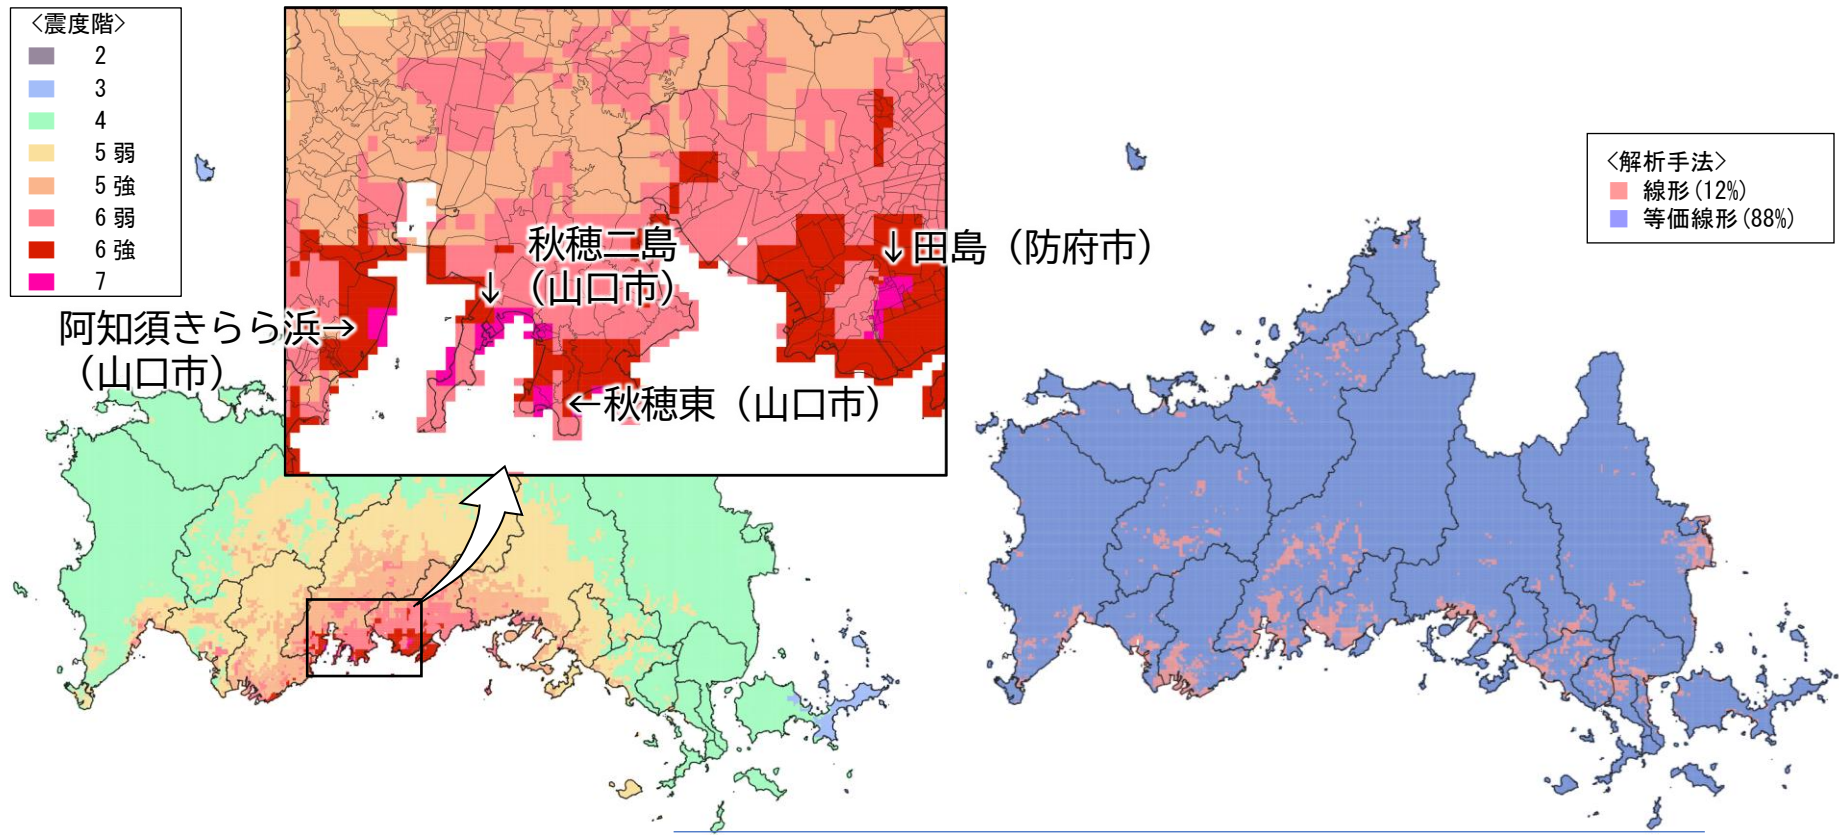 <震度階>
2
3
4
5弱
5強
6弱
6強
7
秋穂二島
(山口市)
↓
↓田島（防府市）
阿知須きらら浜→
（山口市）
←秋穂東（山口市）
<解析手法>
線形(12%)
等価線形(88%)